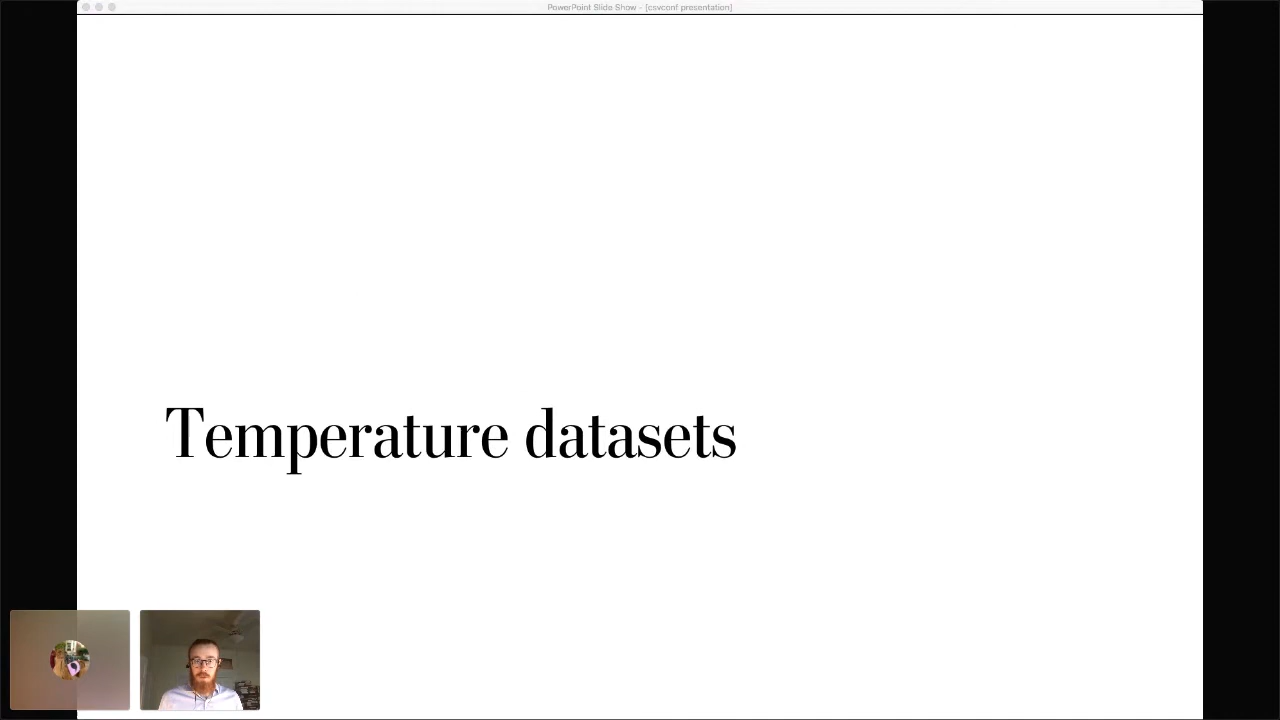 PowerPoint Slide Show - [csvconf presentation]
Temperature datasets